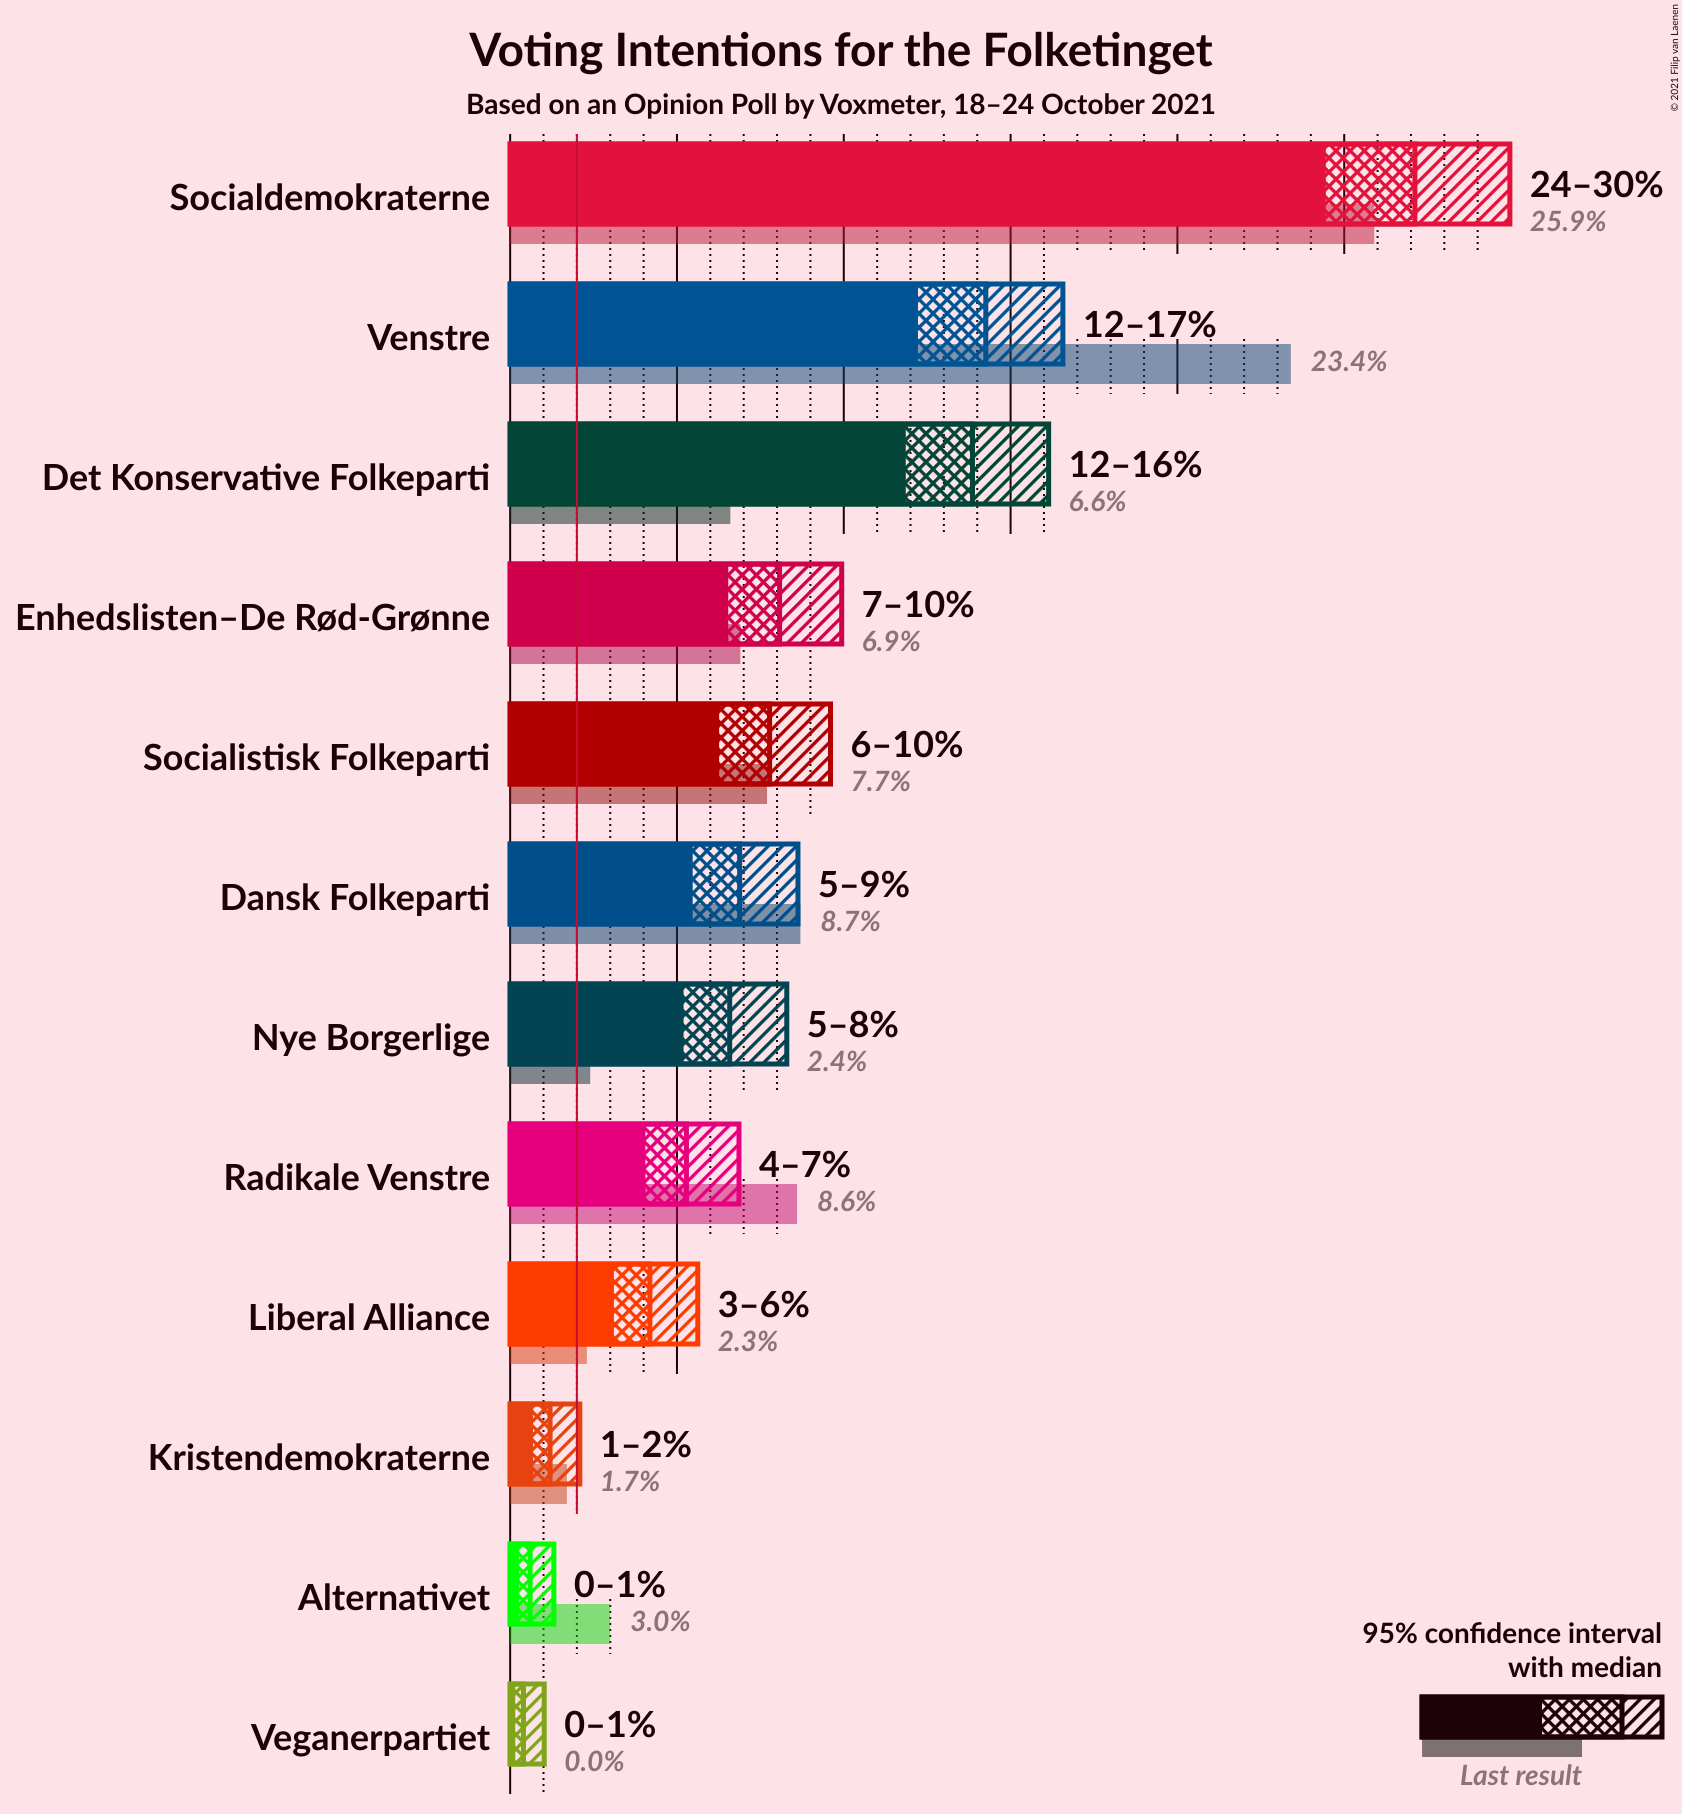 Voting Intentions for the Folketinget
Based on an Opinion Poll by Voxmeter, 18–24 October 2021
© 2021 Filip van Laenen
Socialdemokraterne
24–30%
25.9%
Venstre
12–17%
23.4%
Det Konservative Folkeparti
12–16%
6.6%
Enhedslisten–De Rød-Grønne
7–10%
6.9%
Socialistisk Folkeparti
6–10%
7.7%
Dansk Folkeparti
5–9%
8.7%
Nye Borgerlige
5–8%
2.4%
Radikale Venstre
4–7%
8.6%
Liberal Alliance
3–6%
2.3%
Kristendemokraterne
1–2%
1.7%
Alternativet
0–1%
3.0%
Veganerpartiet
0–1%
0.0%
95% confidence interval
with median
Last result